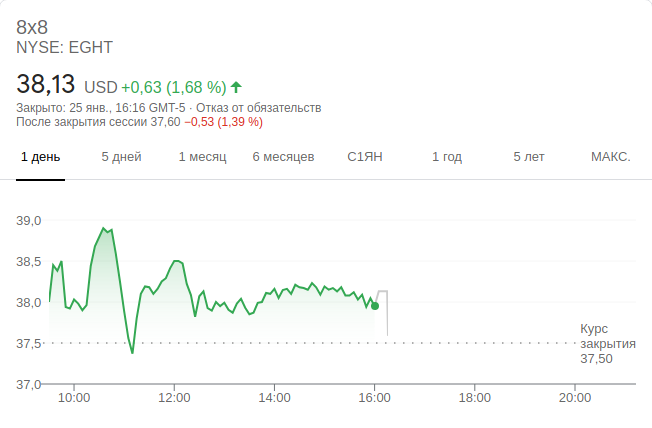 8x8
NYSE: EGHT
38,13 USD +0,63 (1,68 %)
Закрыто: 25 янв., 16:16 GMT-5 · Отказ от обязательств
После закрытия сессии 37,60 −0,53 (1,39 %)
1 день 5 дней 1 месяц 6 месяцев С1ЯН 1 год 5 лет МАКС.
39,0
38,5
38,0
37,5
37,0
Курс
закрытия
37,50
10:00 12:00 14:00 16:00 18:00 20:00